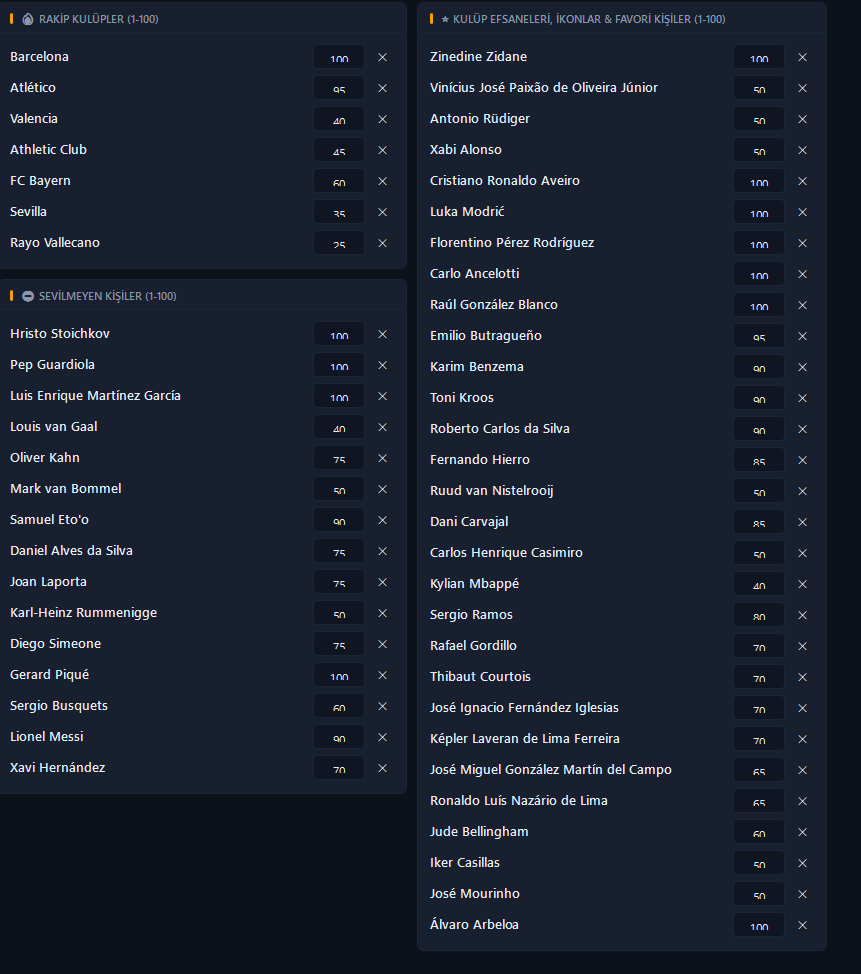 RAKİP KULÜPLER (1-100)
Barcelona 100
Atlético 95
Valencia 40
Athletic Club 45
FC Bayern 60
Sevilla 35
Rayo Vallecano 25
SEVİLMEYEN KİŞİLER (1-100)
Hristo Stoichkov 100
Pep Guardiola 100
Luis Enrique Martínez García 100
Louis van Gaal 40
Oliver Kahn 75
Mark van Bommel 50
Samuel Eto'o 90
Daniel Alves da Silva 75
Joan Laporta 75
Karl-Heinz Rummenigge 50
Diego Simeone 75
Gerard Piqué 100
Sergio Busquets 60
Lionel Messi 90
Xavi Hernández 70
KULÜP EFSANELERİ, İKONLAR & FAVORİ KİŞİLER (1-100)
Zinedine Zidane 100
Vinícius José Paixão de Oliveira Júnior 50
Antonio Rüdiger 50
Xabi Alonso 50
Cristiano Ronaldo Aveiro 100
Luka Modrić 100
Florentino Pérez Rodríguez 100
Carlo Ancelotti 100
Raúl González Blanco 100
Emilio Butragueño 95
Karim Benzema 90
Toni Kroos 90
Roberto Carlos da Silva 90
Fernando Hierro 85
Ruud van Nistelrooij 50
Dani Carvajal 85
Carlos Henrique Casimiro 50
Kylian Mbappé 40
Sergio Ramos 80
Rafael Gordillo 70
Thibaut Courtois 70
José Ignacio Fernández Iglesias 70
Képler Laveran de Lima Ferreira 70
José Miguel González Martín del Campo 65
Ronaldo Luís Nazário de Lima 65
Jude Bellingham 60
Iker Casillas 50
José Mourinho 50
Álvaro Arbeloa 100